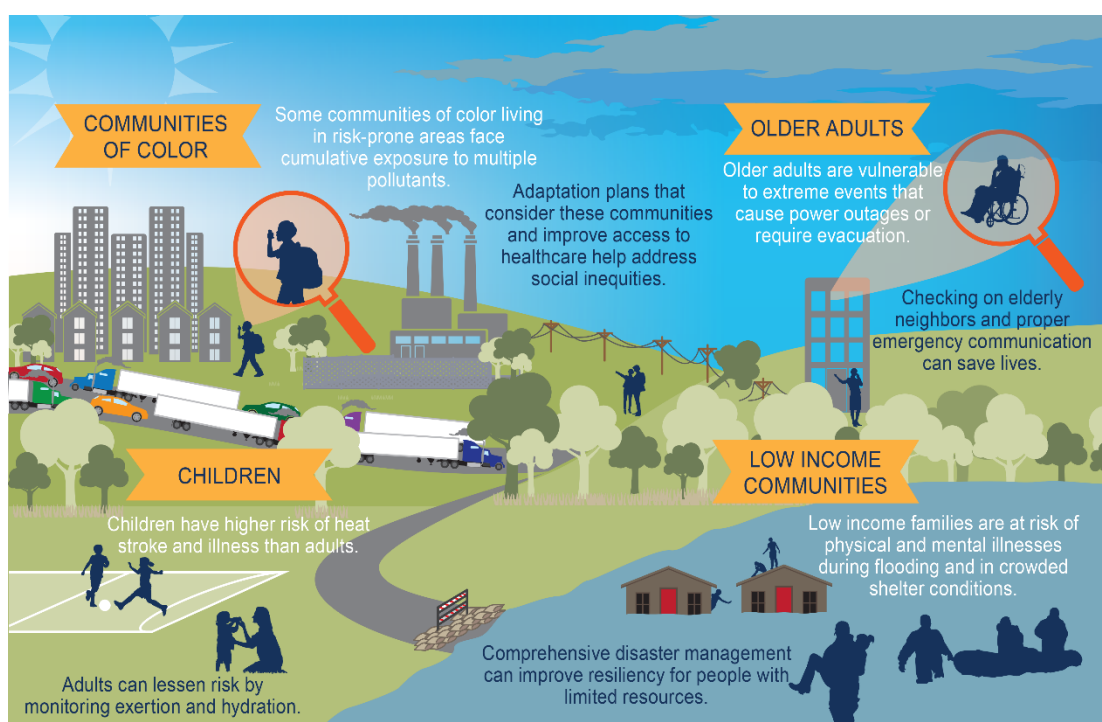 COMMUNITIES
OF COLOR
Some communities of color living
in risk-prone areas face
cumulative exposure to multiple
pollutants.
Adaptation plans that
consider these communities
and improve access to
healthcare help address
social inequities.
OLDER ADULTS
Older adults are vulnerable
to extreme events that
cause power outages or
require evacuation.
Checking on elderly
neighbors and proper
emergency communication
can save lives.
CHILDREN
Children have higher risk of heat
stroke and illness than adults.
Adults can lessen risk by
monitoring exertion and hydration.
LOW INCOME
COMMUNITIES
Low income families are at risk of
physical and mental illnesses
during flooding and in crowded
shelter conditions.
Comprehensive disaster management
can improve resiliency for people with
limited resources.